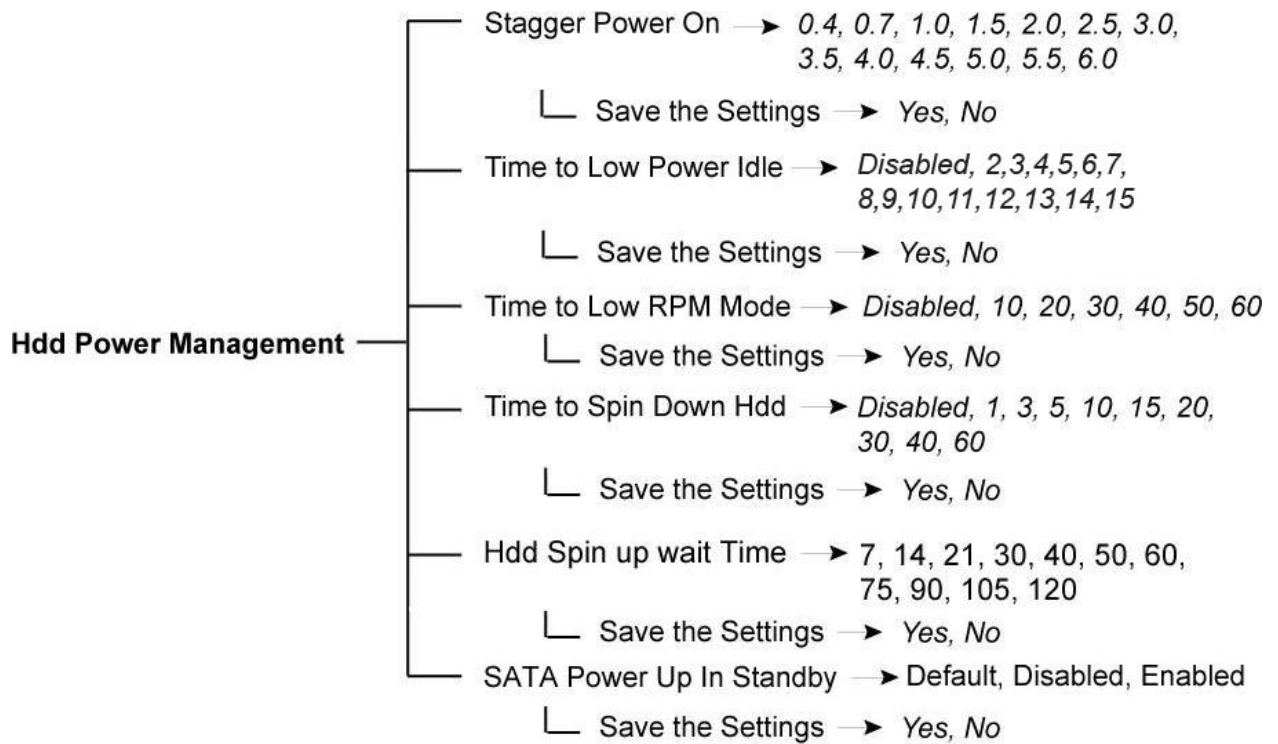 Stagger Power On 0.4, 0.7, 1.0, 1.5, 2.0, 2.5, 3.0,
3.5, 4.0, 4.5, 5.0, 5.5, 6.0
Save the Settings Yes, No
Time to Low Power Idle Disabled, 2,3,4,5,6,7,
8,9,10,11,12,13,14,15
Save the Settings Yes, No
Time to Low RPM Mode Disabled, 10, 20, 30, 40, 50, 60
Hdd Power Management
Save the Settings Yes, No
Time to Spin Down Hdd Disabled, 1, 3, 5, 10, 15, 20,
30, 40, 60
Save the Settings Yes, No
Hdd Spin up wait Time 7, 14, 21, 30, 40, 50, 60,
75, 90, 105, 120
Save the Settings Yes, No
SATA Power Up In Standby Default, Disabled, Enabled
Save the Settings Yes, No